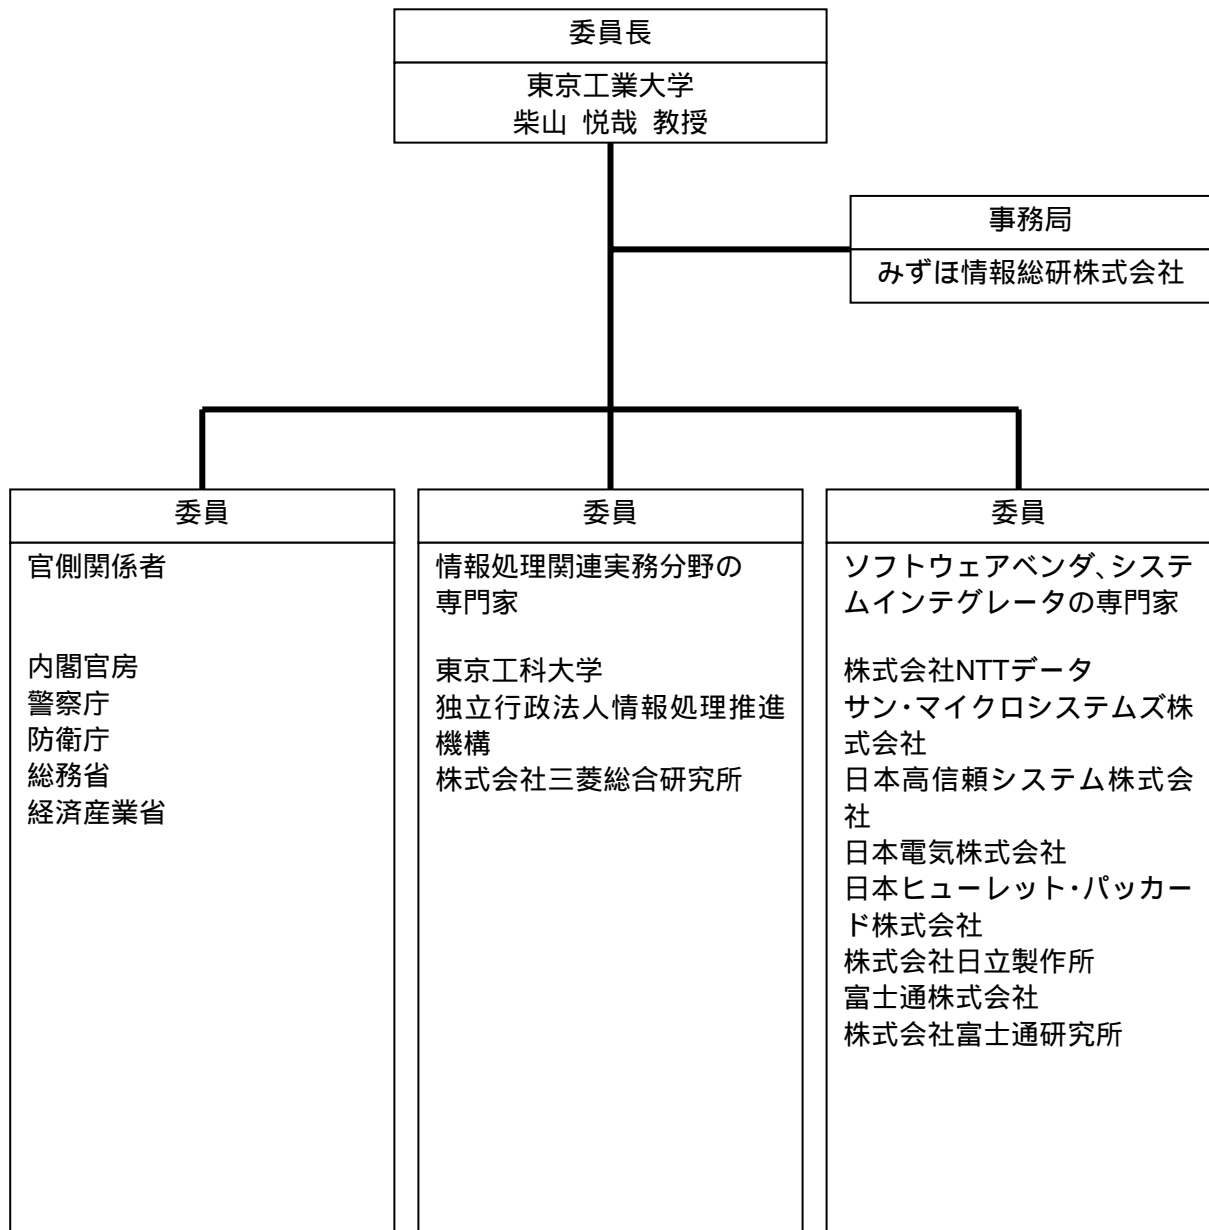 委員長
東京工業大学
柴山 悦哉 教授
事務局
みずほ情報総研株式会社
委員
官側関係者
内閣官房
警察庁
防衛庁
総務省
経済産業省
委員
情報処理関連実務分野の
専門家
東京工科大学
独立行政法人情報処理推進
機構
株式会社三菱総合研究所
委員
ソフトウェアベンダ、システ
ムインテグレータの専門家
株式会社NTTデータ
サン・マイクロシステムズ株
式会社
日本高信頼システム株式会
社
日本電気株式会社
日本ヒューレット・パッカー
ド株式会社
株式会社日立製作所
富士通株式会社
株式会社富士通研究所